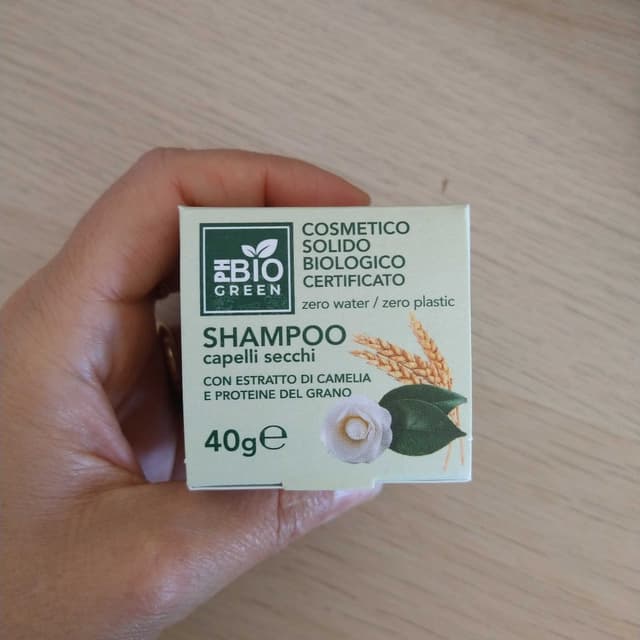 PH BIO
GREEN
COSMETICO
SOLIDO
BIOLOGICO
CERTIFICATO
zero water / zero plastic
SHAMPOO
capelli secchi
CON ESTRATTO DI CAMELIA
E PROTEINE DEL GRANO
40g℮